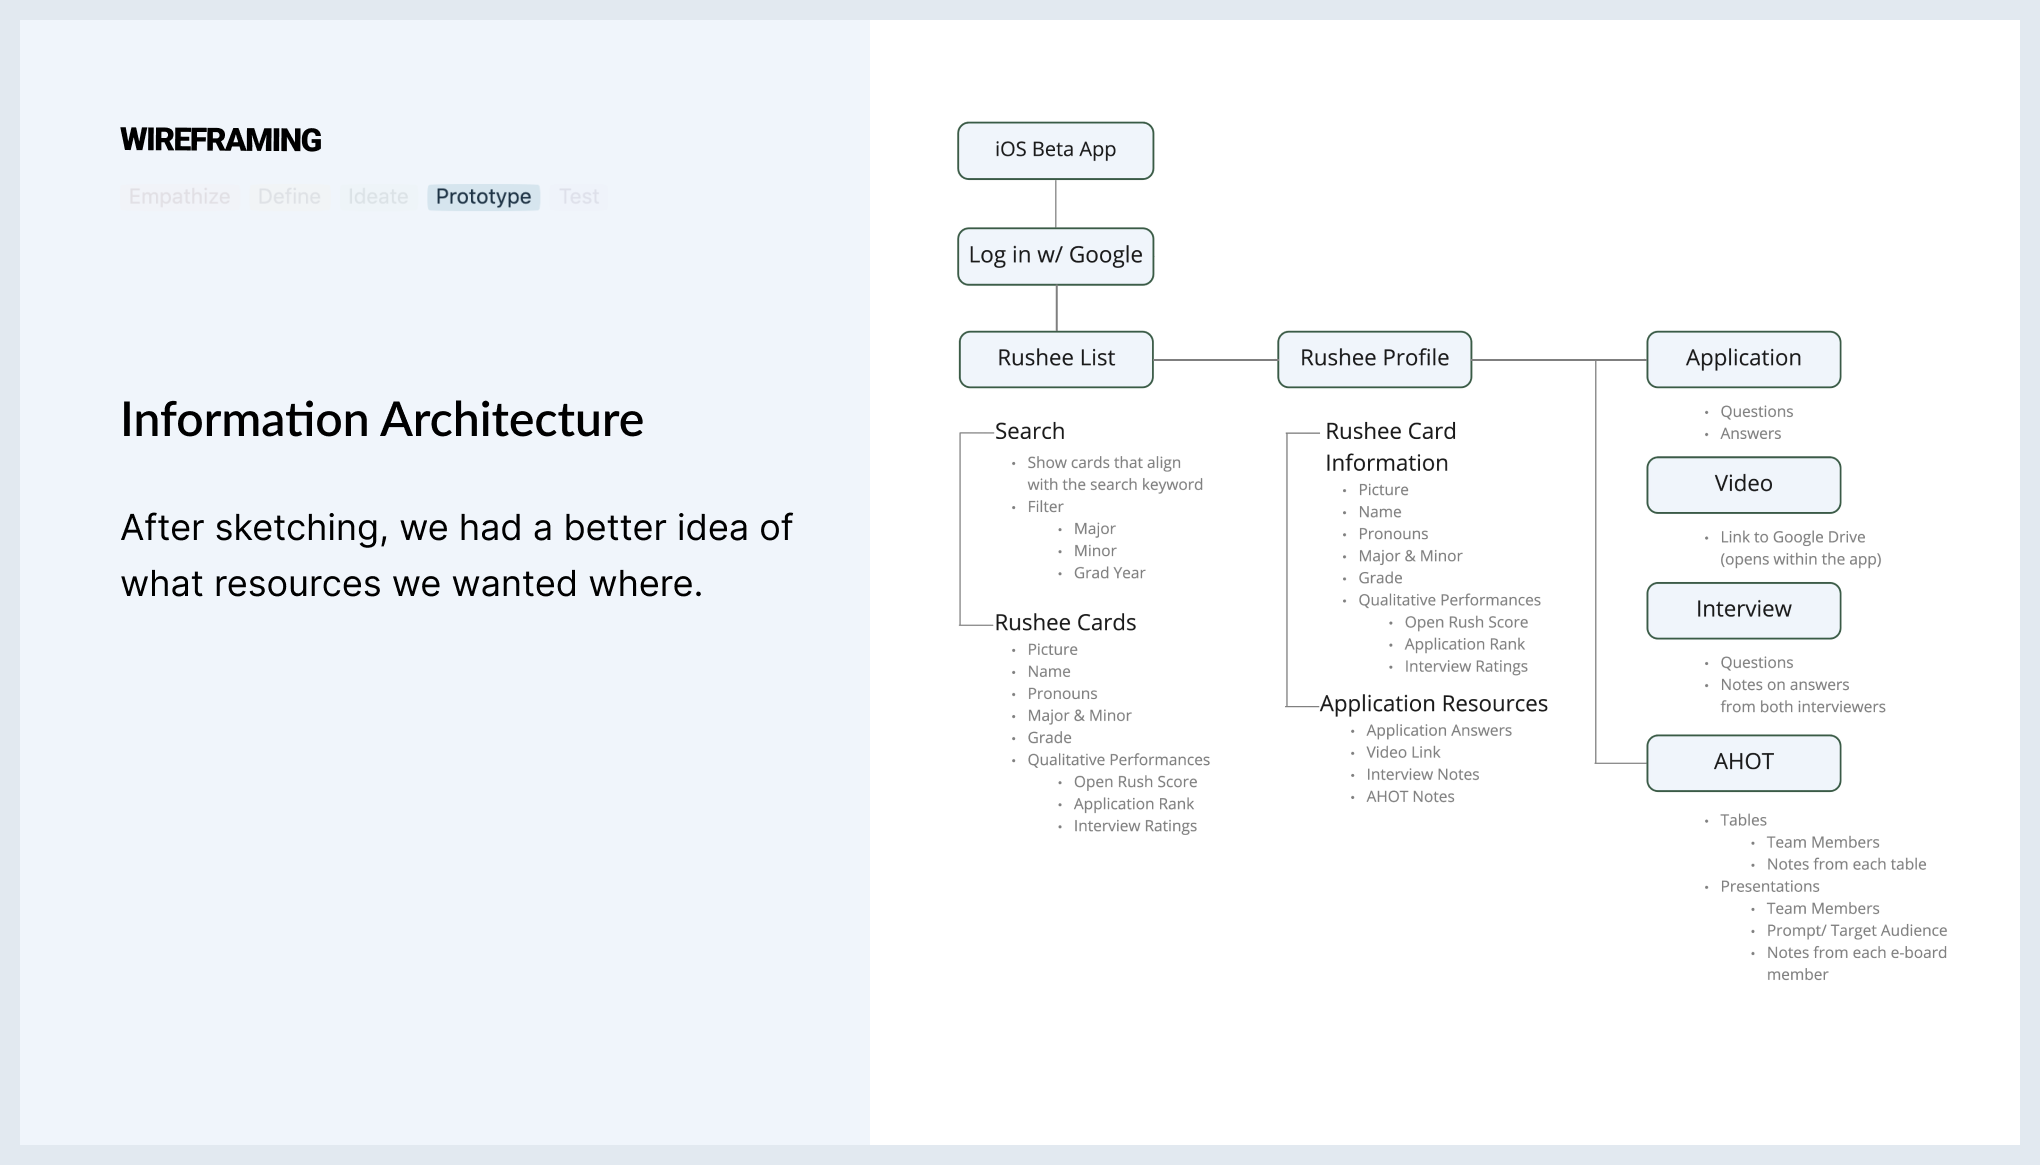 WIREFRAMING
Empathize Define Ideate Prototype Test
Information Architecture
After sketching, we had a better idea of
what resources we wanted where.
iOS Beta App
Log in w/ Google
Rushee List
Search
• Show cards that align
with the search keyword
• Filter
• Major
• Minor
• Grad Year
Rushee Cards
• Picture
• Name
• Pronouns
• Major & Minor
• Grade
• Qualitative Performances
• Open Rush Score
• Application Rank
• Interview Ratings
Rushee Profile
Rushee Card
Information
• Picture
• Name
• Pronouns
• Major & Minor
• Grade
• Qualitative Performances
• Open Rush Score
• Application Rank
• Interview Ratings
Application Resources
• Application Answers
• Video Link
• Interview Notes
• AHOT Notes
Application
• Questions
• Answers
Video
• Link to Google Drive
(opens within the app)
Interview
• Questions
• Notes on answers
from both interviewers
AHOT
• Tables
• Team Members
• Notes from each table
• Presentations
• Team Members
• Prompt/ Target Audience
• Notes from each e-board
member